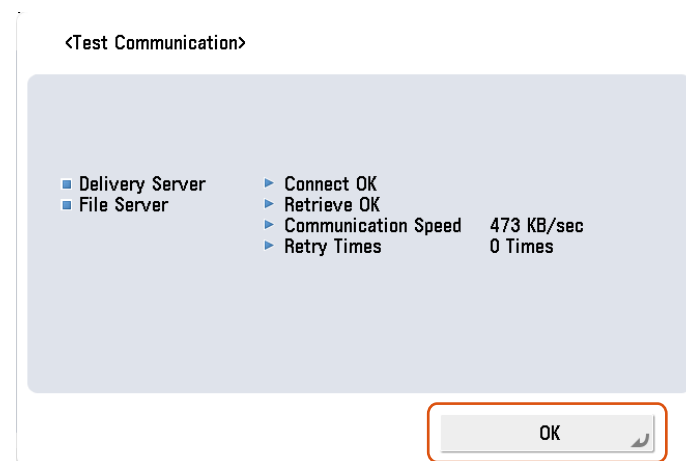 <Test Communication>
Delivery Server Connect OK
File Server Retrieve OK
Communication Speed 473 KB/sec
Retry Times 0 Times
OK